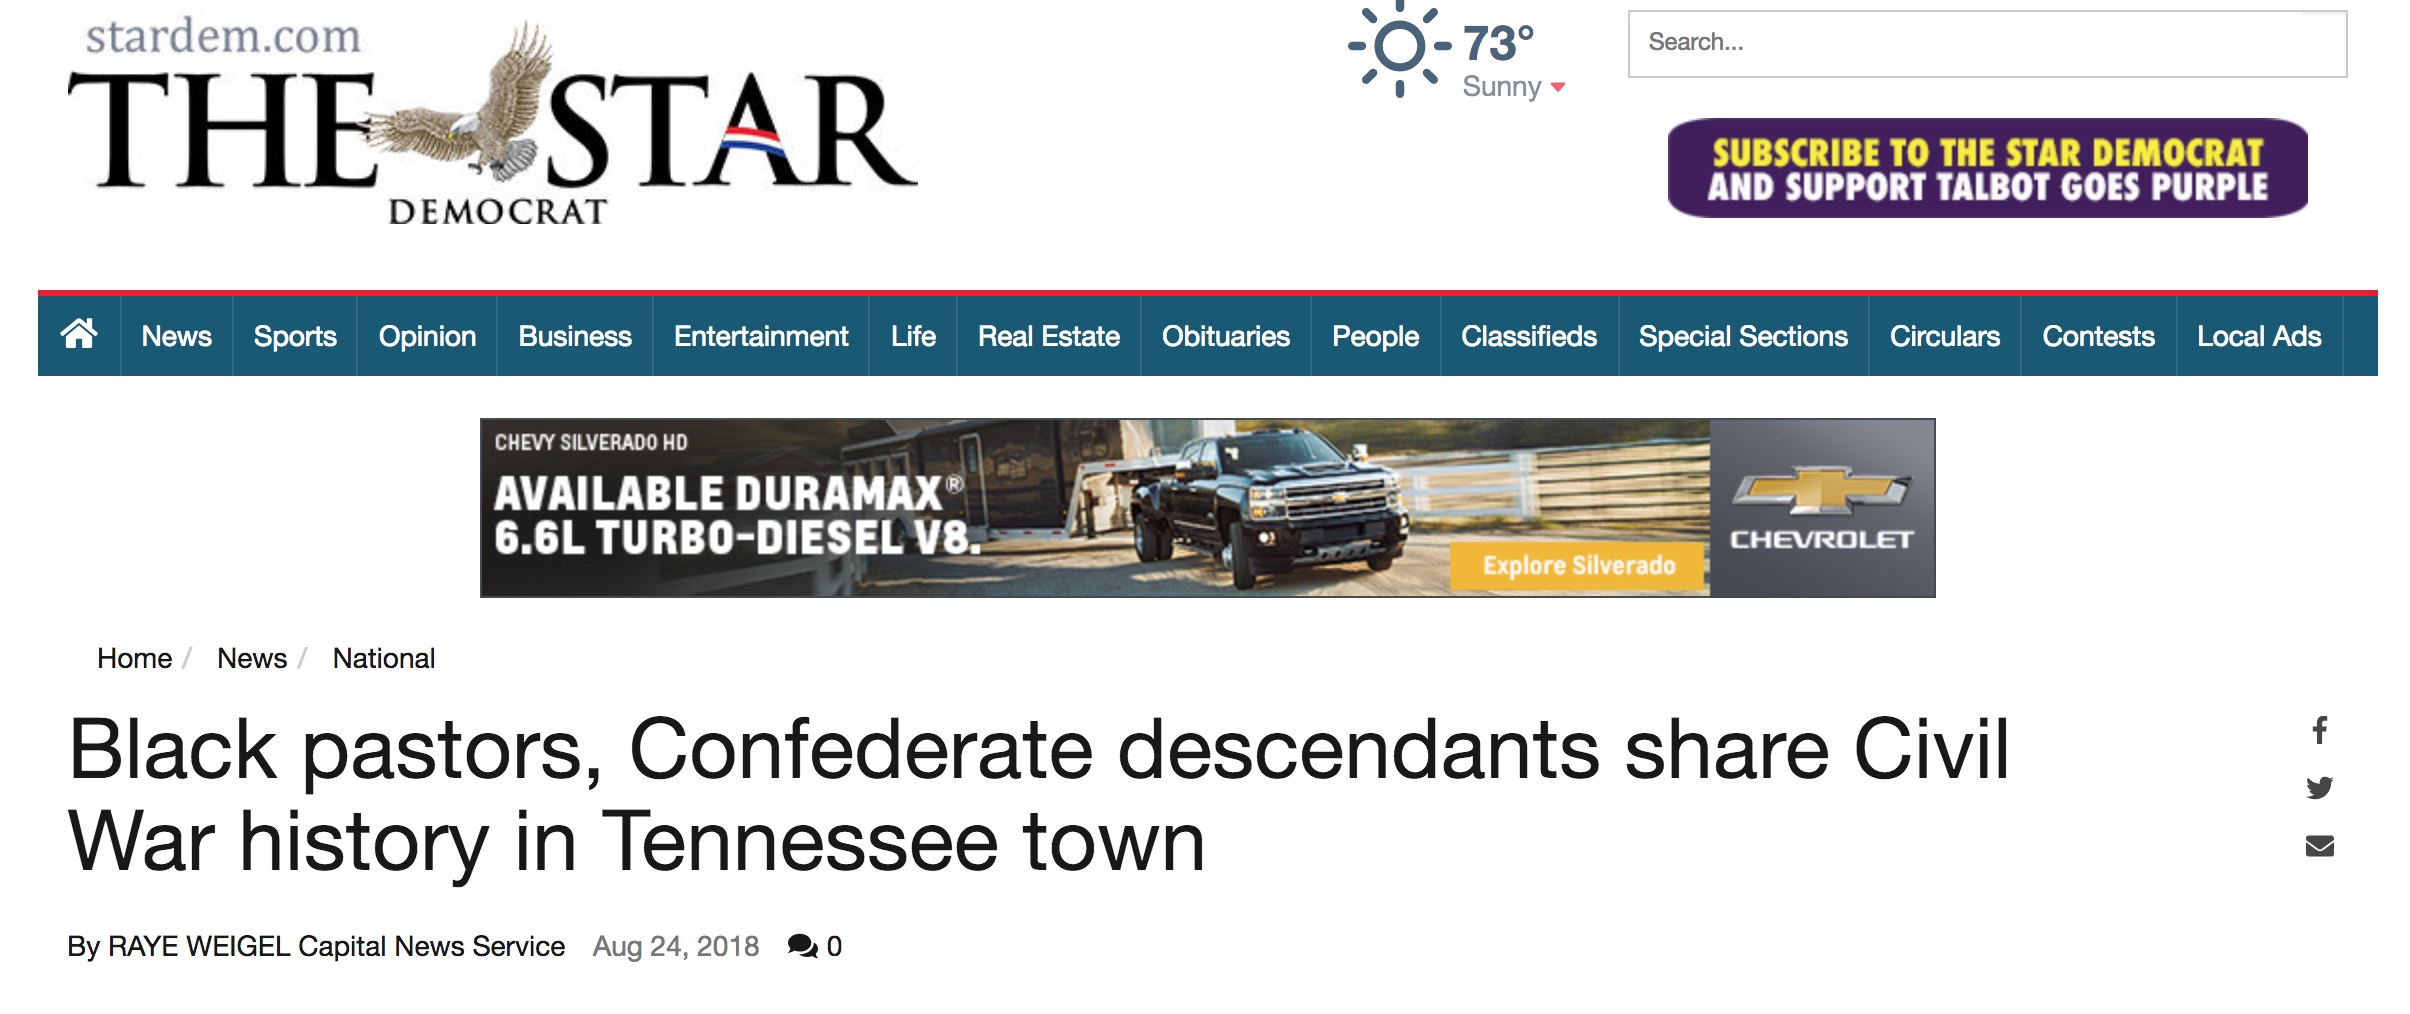 stardem.com
THE STAR
DEMOCRAT
73°
Sunny
Search...
SUBSCRIBE TO THE STAR DEMOCRAT
AND SUPPORT TALBOT GOES PURPLE
News Sports Opinion Business Entertainment Life Real Estate Obituaries People Classifieds Special Sections Circulars Contests Local Ads
CHEVY SILVERADO HD
AVAILABLE DURAMAX®
6.6L TURBO-DIESEL V8.
Explore Silverado
CHEVROLET
Home / News / National
Black pastors, Confederate descendants share Civil
War history in Tennessee town
By RAYE WEIGEL Capital News Service Aug 24, 2018 0